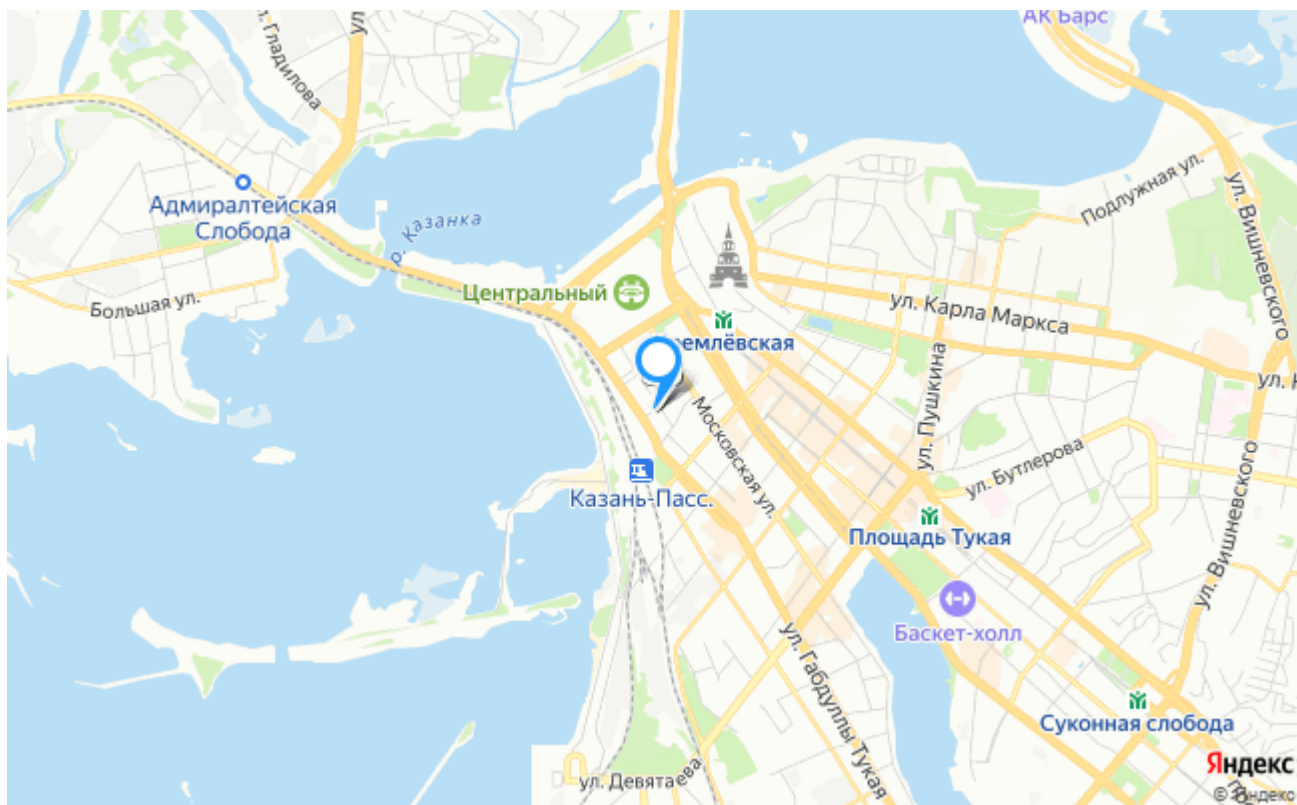 АК Барс
ул. Гладилова
ул.
Подлужная ул.
ул. Вишневского
Адмиралтейская
Слобода
р. Казанка
Большая ул.
Центральный
ул. Карла Маркса
емлёвская
ул. Пушкина
ул.
Московская ул.
ул. Бутлерова
Казань-Пасс.
Площадь Тукая
ул. Вишневского
Баскет-холл
ул. Габдуллы Тукая
Суконная слобода
ул. Девятаева
Яндекс
© Яндекс